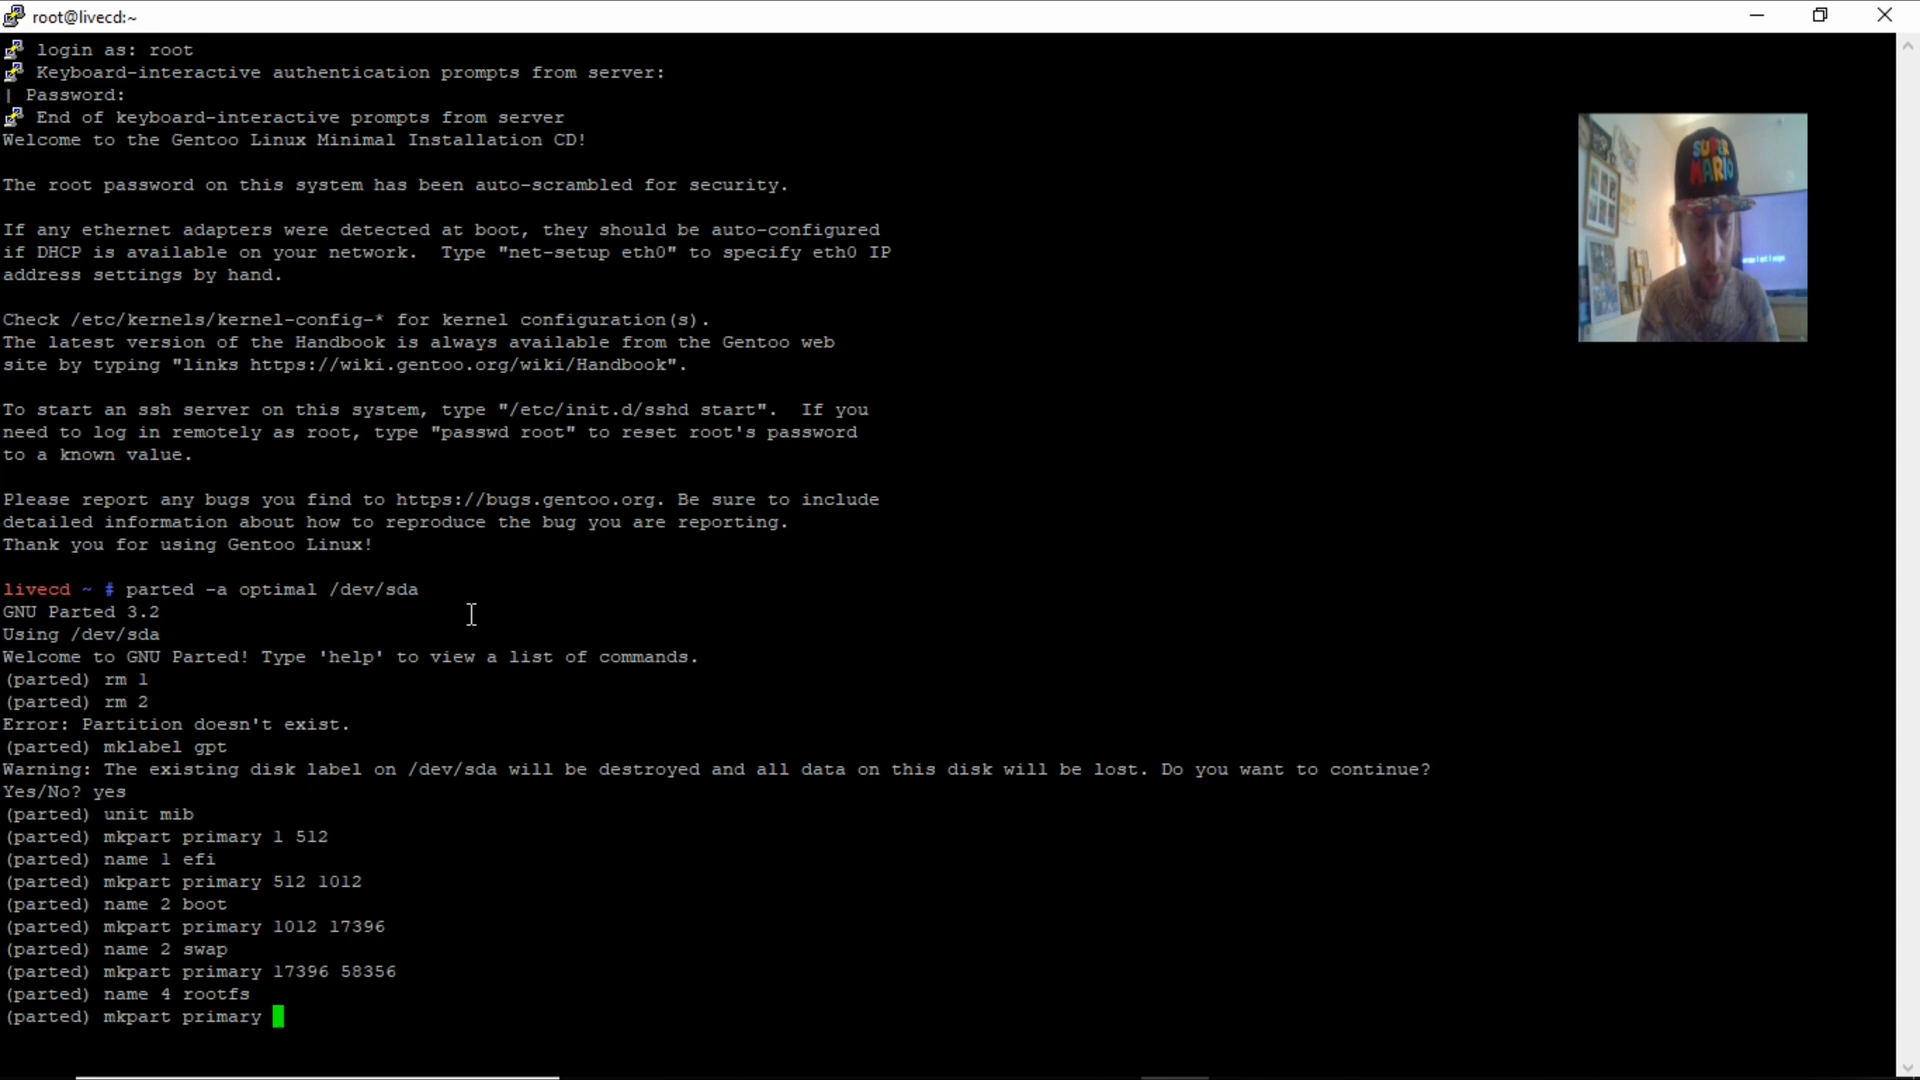 root@livecd:~
login as: root
Keyboard-interactive authentication prompts from server:
| Password:
End of keyboard-interactive prompts from server
Welcome to the Gentoo Linux Minimal Installation CD!
The root password on this system has been auto-scrambled for security.
If any ethernet adapters were detected at boot, they should be auto-configured
if DHCP is available on your network.  Type "net-setup eth0" to specify eth0 IP
address settings by hand.
Check /etc/kernels/kernel-config-* for kernel configuration(s).
The latest version of the Handbook is always available from the Gentoo web
site by typing "links https://wiki.gentoo.org/wiki/Handbook".
To start an ssh server on this system, type "/etc/init.d/sshd start".  If you
need to log in remotely as root, type "passwd root" to reset root's password
to a known value.
Please report any bugs you find to https://bugs.gentoo.org. Be sure to include
detailed information about how to reproduce the bug you are reporting.
Thank you for using Gentoo Linux!
livecd ~ # parted -a optimal /dev/sda
GNU Parted 3.2
Using /dev/sda
Welcome to GNU Parted! Type 'help' to view a list of commands.
(parted) rm 1
(parted) rm 2
Error: Partition doesn't exist.
(parted) mklabel gpt
Warning: The existing disk label on /dev/sda will be destroyed and all data on this disk will be lost. Do you want to continue?
Yes/No? yes
(parted) unit mib
(parted) mkpart primary 1 512
(parted) name 1 efi
(parted) mkpart primary 512 1012
(parted) name 2 boot
(parted) mkpart primary 1012 17396
(parted) name 2 swap
(parted) mkpart primary 17396 58356
(parted) name 4 rootfs
(parted) mkpart primary
SUPER
MARIO